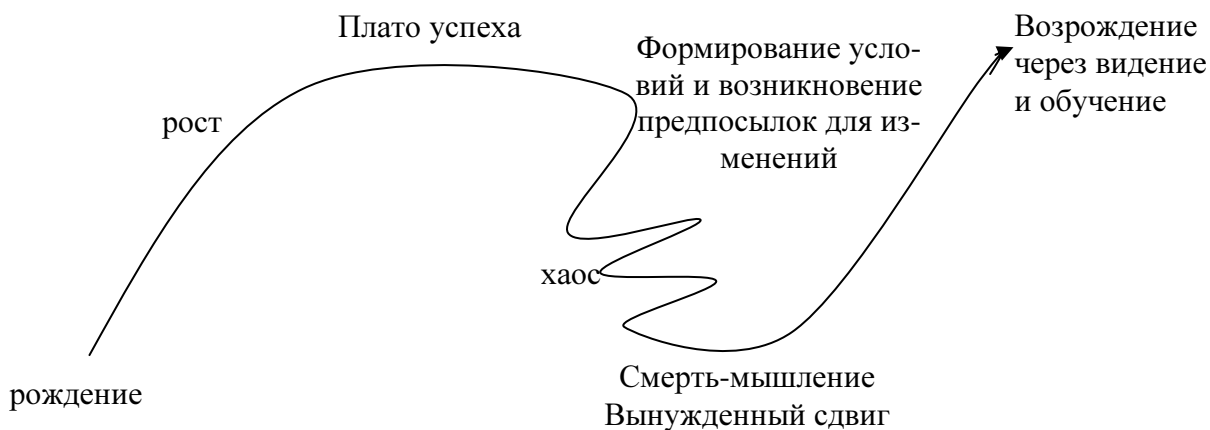 Плато успеха
Формирование усло-
вий и возникновение
предпосылок для из-
менений
Возрождение
через видение
и обучение
рост
хаос
рождение
Смерть-мышление
Вынужденный сдвиг